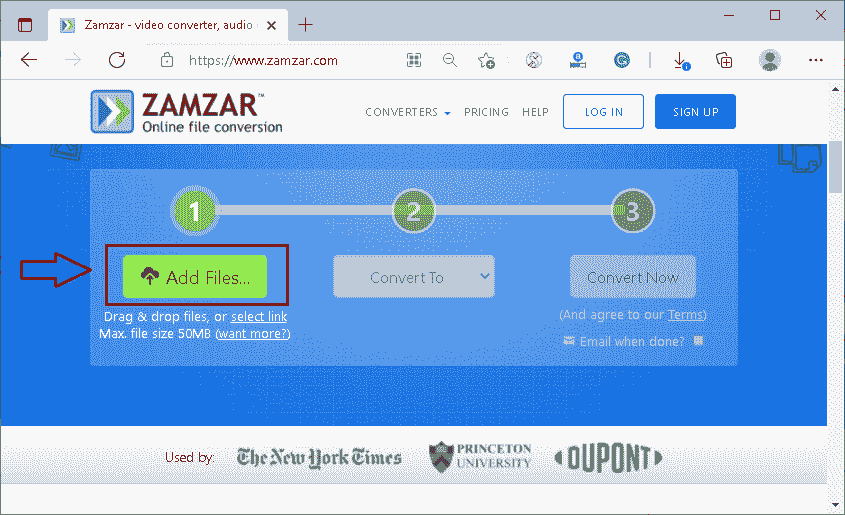 Zamzar - video converter, audio
https://www.zamzar.com
ZAMZAR™
Online file conversion
CONVERTERS
PRICING
HELP
LOG IN
SIGN UP
1
2
3
Add Files...
Convert To
Convert Now
Drag & drop files, or select link
Max. file size 50MB (want more?)
(And agree to our Terms)
Email when done?
Used by:
The New York Times
PRINCETON
UNIVERSITY
DUPONT